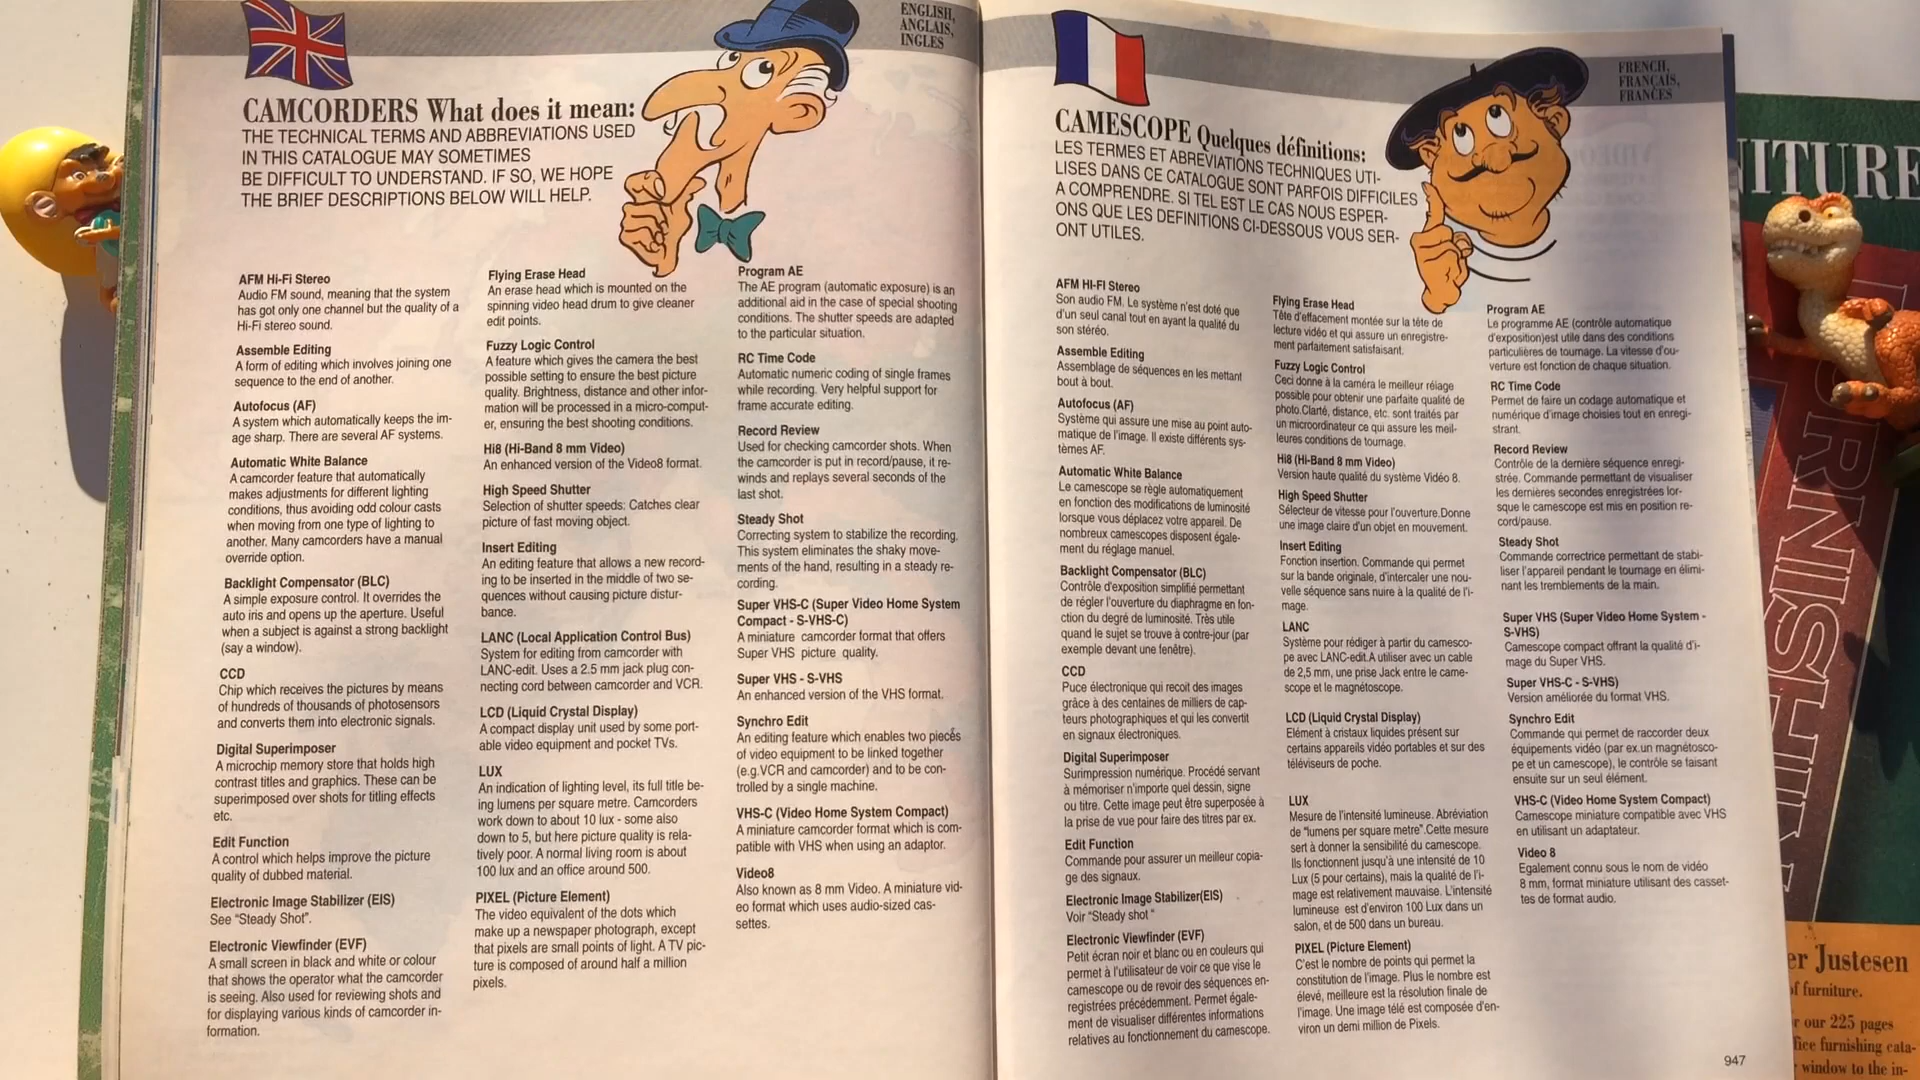 ENGLISH,
ANGLAIS,
INGLES
CAMCORDERS What does it mean:
THE TECHNICAL TERMS AND ABBREVIATIONS USED
IN THIS CATALOGUE MAY SOMETIMES
BE DIFFICULT TO UNDERSTAND. IF SO, WE HOPE
THE BRIEF DESCRIPTIONS BELOW WILL HELP.
AFM Hi-Fi Stereo
Audio FM sound, meaning that the system
has got only one channel but the quality of a
Hi-Fi stereo sound.
Assemble Editing
A form of editing which involves joining one
sequence to the end of another.
Autofocus (AF)
A system which automatically keeps the im-
age sharp. There are several AF systems.
Automatic White Balance
A camcorder feature that automatically
makes adjustments for different lighting
conditions, thus avoiding odd colour casts
when moving from one type of lighting to
another. Many camcorders have a manual
override option.
Backlight Compensator (BLC)
A simple exposure control. It overrides the
auto iris and opens up the aperture. Useful
when a subject is against a strong backlight
(say a window).
CCD
Chip which receives the pictures by means
of hundreds of thousands of photosensors
and converts them into electronic signals.
Digital Superimposer
A microchip memory store that holds high
contrast titles and graphics. These can be
superimposed over shots for titling effects
etc.
Edit Function
A control which helps improve the picture
quality of dubbed material.
Electronic Image Stabilizer (EIS)
See "Steady Shot".
Electronic Viewfinder (EVF)
A small screen in black and white or colour
that shows the operator what the camcorder
is seeing. Also used for reviewing shots and
for displaying various kinds of camcorder in-
formation.
Flying Erase Head
An erase head which is mounted on the
spinning video head drum to give cleaner
edit points.
Fuzzy Logic Control
A feature which gives the camera the best
possible setting to ensure the best picture
quality. Brightness, distance and other infor-
mation will be processed in a micro-comput-
er, ensuring the best shooting conditions.
Hi8 (Hi-Band 8 mm Video)
An enhanced version of the Video8 format.
High Speed Shutter
Selection of shutter speeds: Catches clear
picture of fast moving object.
Insert Editing
An editing feature that allows a new record-
ing to be inserted in the middle of two se-
quences without causing picture distur-
bance.
LANC (Local Application Control Bus)
System for editing from camcorder with
LANC-edit. Uses a 2.5 mm jack plug con-
necting cord between camcorder and VCR.
LCD (Liquid Crystal Display)
A compact display unit used by some port-
able video equipment and pocket TVs.
LUX
An indication of lighting level, its full title be-
ing lumens per square metre. Camcorders
work down to about 10 lux - some also
down to 5, but here picture quality is rela-
tively poor. A normal living room is about
100 lux and an office around 500.
PIXEL (Picture Element)
The video equivalent of the dots which
make up a newspaper photograph, except
that pixels are small points of light. A TV pic-
ture is composed of around half a million
pixels.
Program AE
The AE program (automatic exposure) is an
additional aid in the case of special shooting
conditions. The shutter speeds are adapted
to the particular situation.
RC Time Code
Automatic numeric coding of single frames
while recording. Very helpful support for
frame accurate editing.
Record Review
Used for checking camcorder shots. When
the camcorder is put in record/pause, it re-
winds and replays several seconds of the
last shot.
Steady Shot
Correcting system to stabilize the recording.
This system eliminates the shaky move-
ments of the hand, resulting in a steady re-
cording.
Super VHS-C (Super Video Home System
Compact - S-VHS-C)
A miniature camcorder format that offers
Super VHS picture quality.
Super VHS - S-VHS
An enhanced version of the VHS format.
Synchro Edit
An editing feature which enables two pieces
of video equipment to be linked together
(e.g.VCR and camcorder) and to be con-
trolled by a single machine.
VHS-C (Video Home System Compact)
A miniature camcorder format which is com-
patible with VHS when using an adaptor.
Video8
Also known as 8 mm Video. A miniature vid-
eo format which uses audio-sized cas-
settes.
FRENCH,
FRANÇAIS,
FRANCÉS
CAMESCOPE Quelques définitions:
LES TERMES ET ABREVIATIONS TECHNIQUES UTI-
LISES DANS CE CATALOGUE SONT PARFOIS DIFFICILES
A COMPRENDRE. SI TEL EST LE CAS NOUS ESPER-
ONS QUE LES DEFINITIONS CI-DESSOUS VOUS SER-
ONT UTILES.
AFM HI-FI Stereo
Son audio FM. Le système n'est doté que
d'un seul canal tout en ayant la qualité du
son stéréo.
Assemble Editing
Assemblage de séquences en les mettant
bout à bout.
Autofocus (AF)
Système qui assure une mise au point auto-
matique de l'image. Il existe différents sys-
tèmes AF.
Automatic White Balance
Le camescope se règle automatiquement
en fonction des modifications de luminosité
lorsque vous déplacez votre appareil. De
nombreux camescopes disposent égale-
ment du réglage manuel.
Backlight Compensator (BLC)
Contrôle d'exposition simplifié permettant
de régler l'ouverture du diaphragme en fon-
ction du degré de luminosité. Très utile
quand le sujet se trouve à contre-jour (par
exemple devant une fenêtre).
CCD
Puce électronique qui recoit des images
grâce à des centaines de milliers de cap-
teurs photographiques et qui les convertit
en signaux électroniques.
Digital Superimposer
Surimpression numérique. Procédé servant
à mémoriser n'importe quel dessin, signe
ou titre. Cette image peut être superposée à
la prise de vue pour faire des titres par ex.
Edit Function
Commande pour assurer un meilleur copia-
ge des signaux.
Electronic Image Stabilizer(EIS)
Voir "Steady shot "
Electronic Viewfinder (EVF)
Petit écran noir et blanc ou en couleurs qui
permet à l'utilisateur de voir ce que vise le
camescope ou de revoir des séquences en-
registrées précédemment. Permet égale-
ment de visualiser différentes informations
relatives au fonctionnement du camescope.
Flying Erase Head
Tête d'effacement montée sur la tête de
lecture vidéo et qui assure un enregistre-
ment parfaitement satisfaisant.
Fuzzy Logic Control
Ceci donne à la caméra le meilleur réglage
possible pour obtenir une parfaite qualité de
photo.Clarté, distance, etc. sont traités par
un microordinateur ce qui assure les meil-
leures conditions de tournage.
Hi8 (Hi-Band 8 mm Video)
Version haute qualité du système Vidéo 8.
High Speed Shutter
Sélecteur de vitesse pour l'ouverture.Donne
une image claire d'un objet en mouvement.
Insert Editing
Fonction insertion. Commande qui permet
sur la bande originale, d'intercaler une nou-
velle séquence sans nuire à la qualité de l'i-
mage.
LANC
Système pour rédiger à partir du camesco-
pe avec LANC-edit.A utiliser avec un cable
de 2,5 mm, une prise Jack entre le came-
scope et le magnétoscope.
LCD (Liquid Crystal Display)
Elément à cristaux liquides présent sur
certains appareils vidéo portables et sur des
téléviseurs de poche.
LUX
Mesure de l'intensité lumineuse. Abréviation
de "lumens per square metre".Cette mesure
sert à donner la sensibilité du camescope.
Ils fonctionnent jusqu'à une intensité de 10
Lux (5 pour certains), mais la qualité de l'i-
mage est relativement mauvaise. L'intensité
lumineuse est d'environ 100 Lux dans un
salon, et de 500 dans un bureau.
PIXEL (Picture Element)
C'est le nombre de points qui permet la
constitution de l'image. Plus le nombre est
élevé, meilleure est la résolution finale de
l'image. Une image télé est composée d'en-
viron un demi million de Pixels.
Program AE
Le programme AE (contrôle automatique
d'exposition)est utile dans des conditions
particulières de tournage. La vitesse d'ou-
verture est fonction de chaque situation.
RC Time Code
Permet de faire un codage automatique et
numérique d'image choisies tout en enregi-
strant.
Record Review
Contrôle de la dernière séquence enregi-
strée. Commande permettant de visualiser
les dernières secondes enregistrées lor-
sque le camescope est mis en position re-
cord/pause.
Steady Shot
Commande correctrice permettant de stabi-
liser l'appareil pendant le tournage en élimi-
nant les tremblements de la main.
Super VHS (Super Video Home System -
S-VHS)
Camescope compact offrant la qualité d'i-
mage du Super VHS.
Super VHS-C - S-VHS)
Version améliorée du format VHS.
Synchro Edit
Commande qui permet de raccorder deux
équipements vidéo (par ex.un magnétosco-
pe et un camescope), le contrôle se faisant
ensuite sur un seul élément.
VHS-C (Video Home System Compact)
Camescope miniature compatible avec VHS
en utilisant un adaptateur.
Video 8
Egalement connu sous le nom de vidéo
8 mm, format miniature utilisant des casset-
tes de format audio.
947
NITURE
RNISHIN
er Justesen
of furniture.
r our 225 pages
fice furnishing cata-
window to the in-